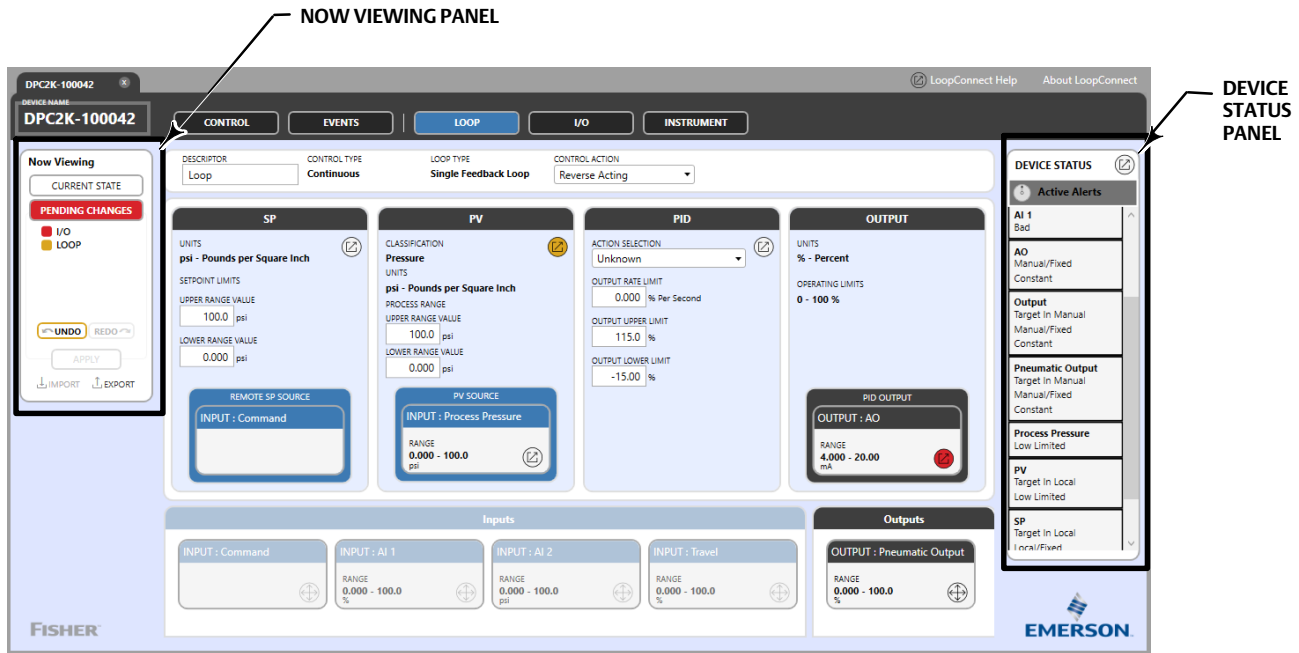 NOW VIEWING PANEL
DEVICE
STATUS
PANEL
DPC2K-100042 x
LoopConnect Help About LoopConnect
DEVICE NAME
DPC2K-100042
CONTROL EVENTS LOOP I/O INSTRUMENT
Now Viewing
CURRENT STATE
PENDING CHANGES
I/O
LOOP
UNDO REDO
APPLY
IMPORT EXPORT
DESCRIPTOR
Loop
CONTROL TYPE
Continuous
LOOP TYPE
Single Feedback Loop
CONTROL ACTION
Reverse Acting
SP
UNITS
psi - Pounds per Square Inch
SETPOINT LIMITS
UPPER RANGE VALUE
100.0 psi
LOWER RANGE VALUE
0.000 psi
REMOTE SP SOURCE
INPUT : Command
PV
CLASSIFICATION
Pressure
UNITS
psi - Pounds per Square Inch
PROCESS RANGE
UPPER RANGE VALUE
100.0 psi
LOWER RANGE VALUE
0.000 psi
PV SOURCE
INPUT : Process Pressure
RANGE
0.000 - 100.0
psi
PID
ACTION SELECTION
Unknown
OUTPUT RATE LIMIT
0.000 % Per Second
OUTPUT UPPER LIMIT
115.0 %
OUTPUT LOWER LIMIT
-15.00 %
OUTPUT
UNITS
% - Percent
OPERATING LIMITS
0 - 100 %
PID OUTPUT
OUTPUT : AO
RANGE
4.000 - 20.00
mA
Inputs
INPUT : Command
INPUT : AI 1
RANGE
0.000 - 100.0
%
INPUT : AI 2
RANGE
0.000 - 100.0
psi
INPUT : Travel
RANGE
0.000 - 100.0
%
Outputs
OUTPUT : Pneumatic Output
RANGE
0.000 - 100.0
%
DEVICE STATUS
Active Alerts
AI 1
Bad
AO
Manual/Fixed
Constant
Output
Target In Manual
Manual/Fixed
Constant
Pneumatic Output
Target In Manual
Manual/Fixed
Constant
Process Pressure
Low Limited
PV
Target In Local
Low Limited
SP
Target In Local
Local/Fixed
FISHER
EMERSON.